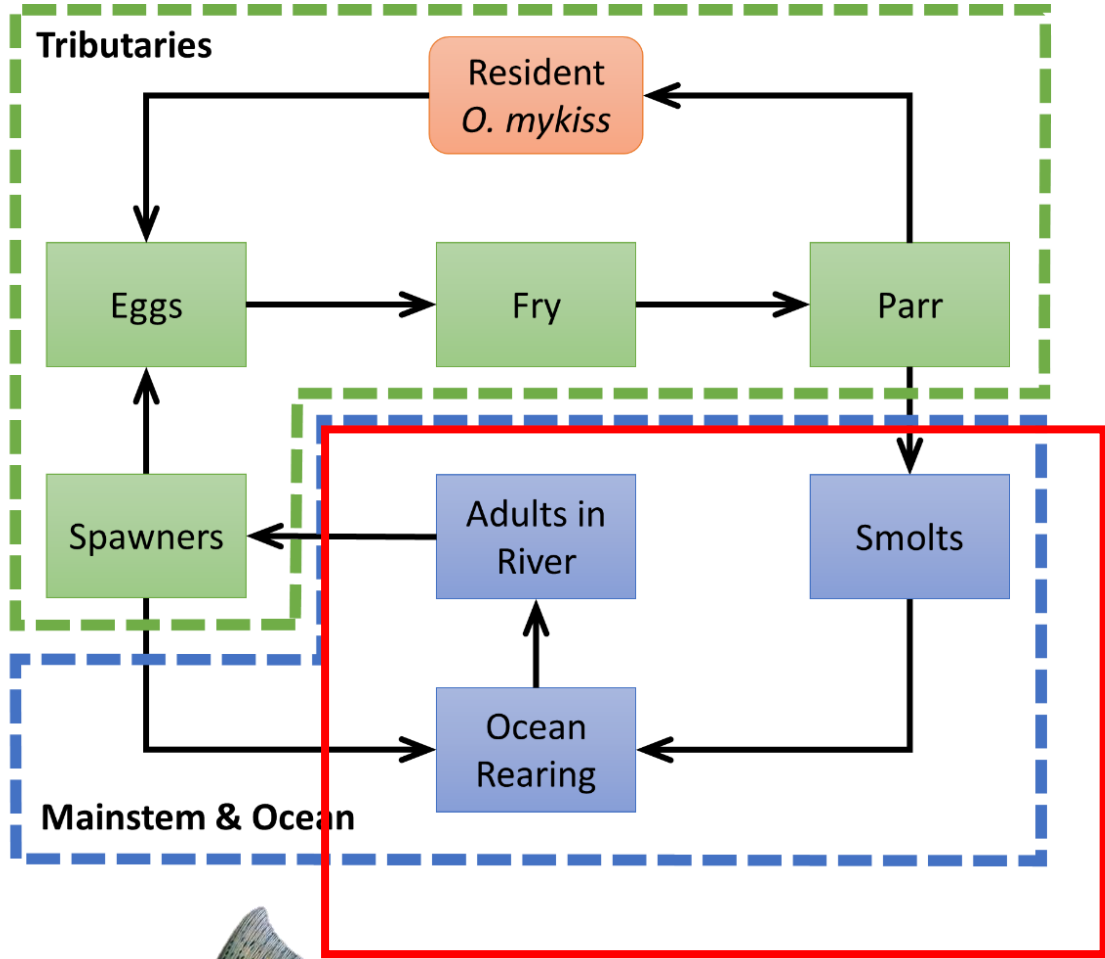 Tributaries
Resident
O. mykiss
Eggs
Fry
Parr
Spawners
Adults in
River
Smolts
Ocean
Rearing
Mainstem & Ocean